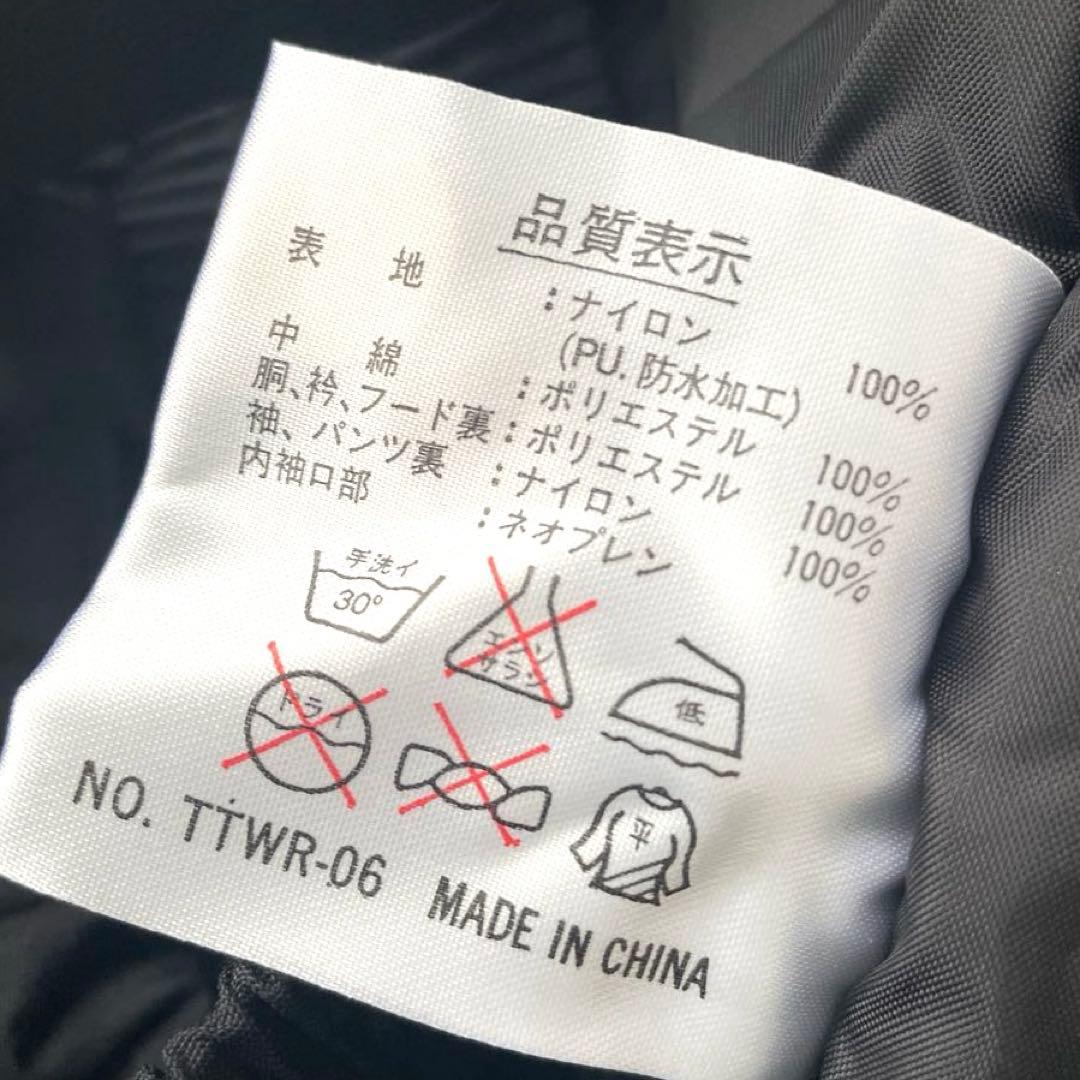 品質表示
表 地 :ナイロン 100%
(PU.防水加工)
中 綿 :ポリエステル 100%
胴、衿、フード裏:ポリエステル 100%
袖、パンツ裏 :ナイロン 100%
内袖口部 :ネオプレン
手洗イ
30°
エンソ
サラシ
低
ドライ
平
NO. TTWR-06 MADE IN CHINA